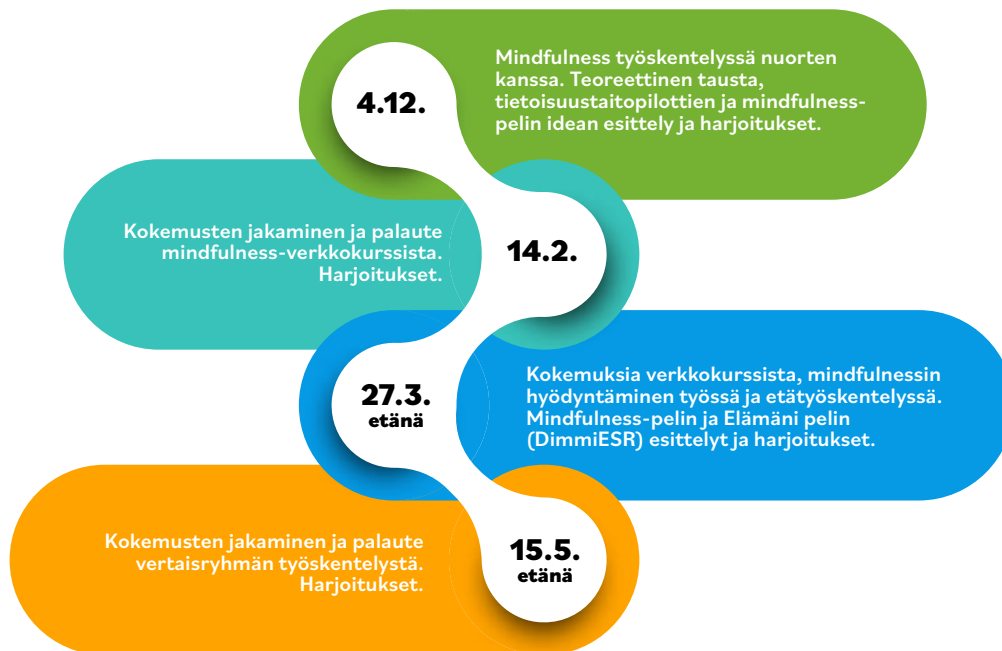 4.12.
Mindfulness työskentelyssä nuorten
kanssa. Teoreettinen tausta,
tietoisuustaitopilottien ja mindfulness-
pelin idean esittely ja harjoitukset.
Kokemusten jakaminen ja palaute
mindfulness-verkkokurssista.
Harjoitukset.
14.2.
27.3.
etänä
Kokemuksia verkkokurssista, mindfulnessin
hyödyntäminen työssä ja etätyöskentelyssä.
Mindfulness-pelin ja Elämäni pelin
(DimmiESR) esittelyt ja harjoitukset.
Kokemusten jakaminen ja palaute
vertaisryhmän työskentelystä.
Harjoitukset.
15.5.
etänä